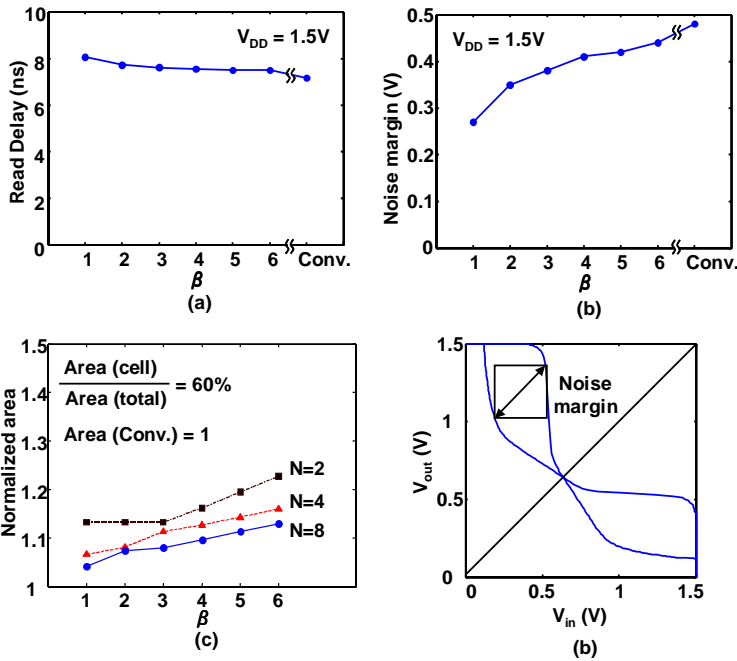 V_DD = 1.5V
Read Delay (ns)
10
8
6
4
2
0
1 2 3 4 5 6 Conv.
β
(a)
V_DD = 1.5V
Noise margin (V)
0.5
0.4
0.3
0.2
0.1
0
1 2 3 4 5 6 Conv.
β
(b)
Normalized area
1.5
1.4
1.3
1.2
1.1
1
Area (cell)
Area (total)
= 60%
Area (Conv.) = 1
N=2
N=4
N=8
1 2 3 4 5 6
β
(c)
V_out (V)
1.5
1
0.5
0
Noise
margin
0 0.5 1 1.5
V_in (V)
(b)